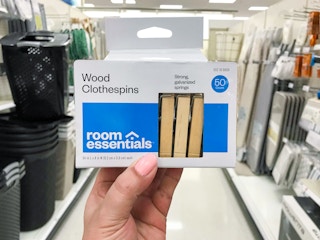 Wood
Clothespins
Strong,
galvanized
springs
50
room
essentials